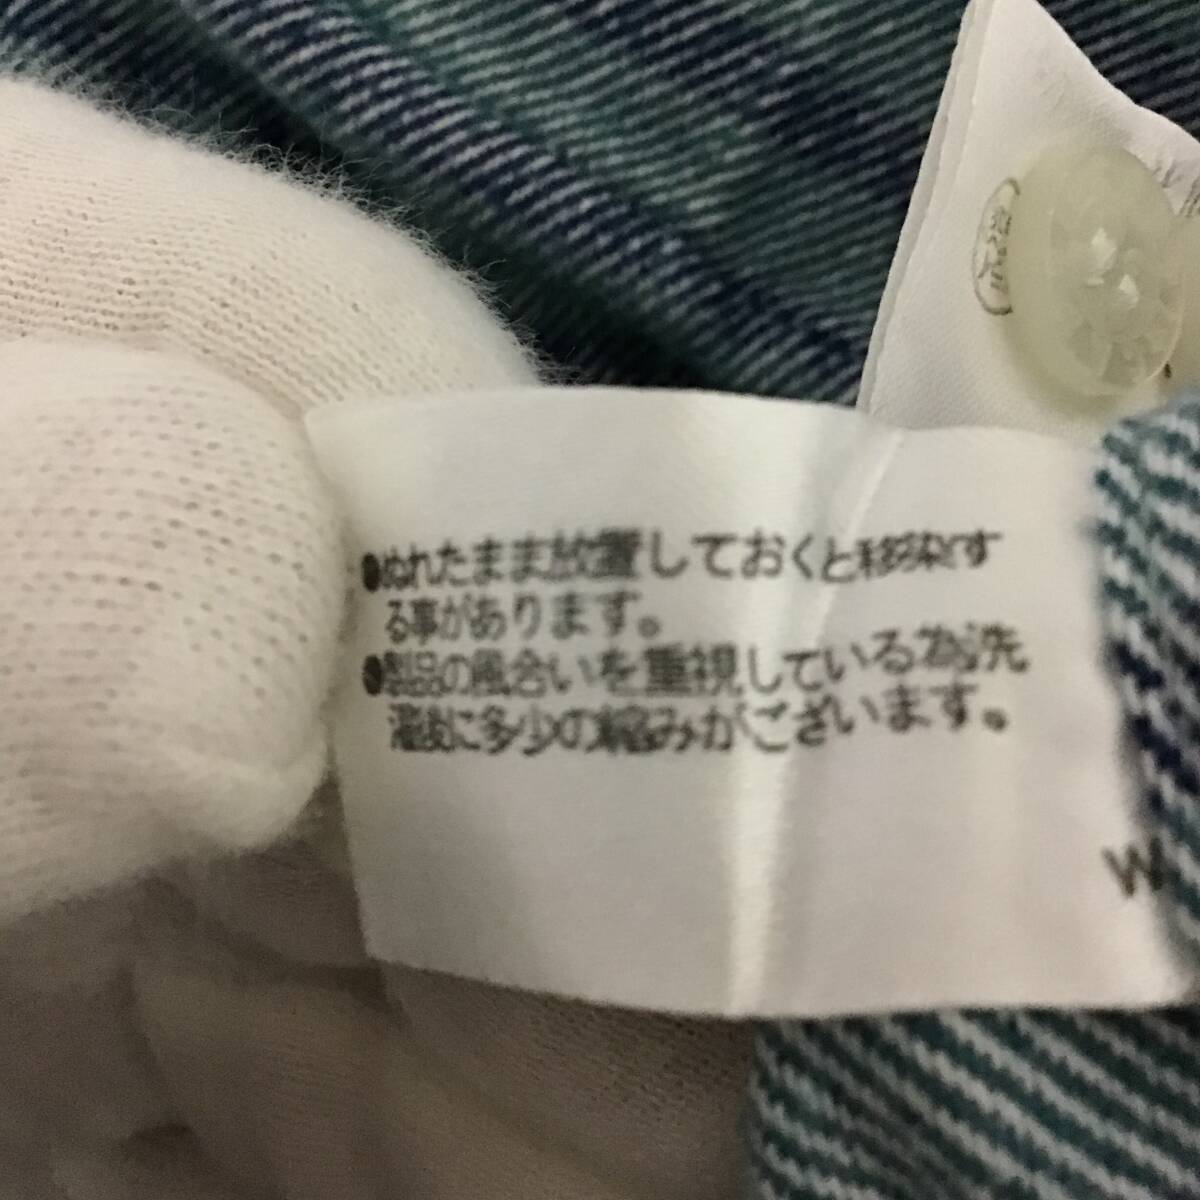 ●ぬれたまま放置しておくと移染す
る事があります。
●製品の風合いを重視している為洗
濯後に多少の縮みがございます。
W